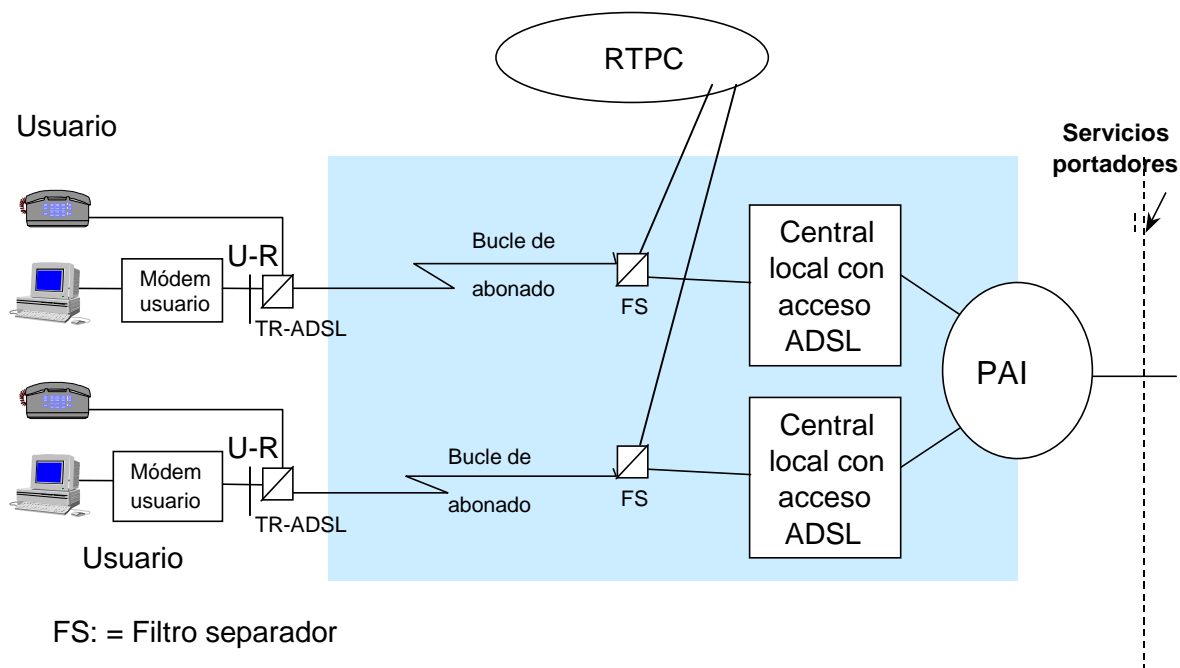 RTPC
Usuario
Servicios
portadores
Bucle de
abonado
U-R
Módem
usuario
TR-ADSL
FS
Central
local con
acceso
ADSL
PAI
U-R
Módem
usuario
TR-ADSL
Bucle de
abonado
FS
Central
local con
acceso
ADSL
Usuario
FS: = Filtro separador